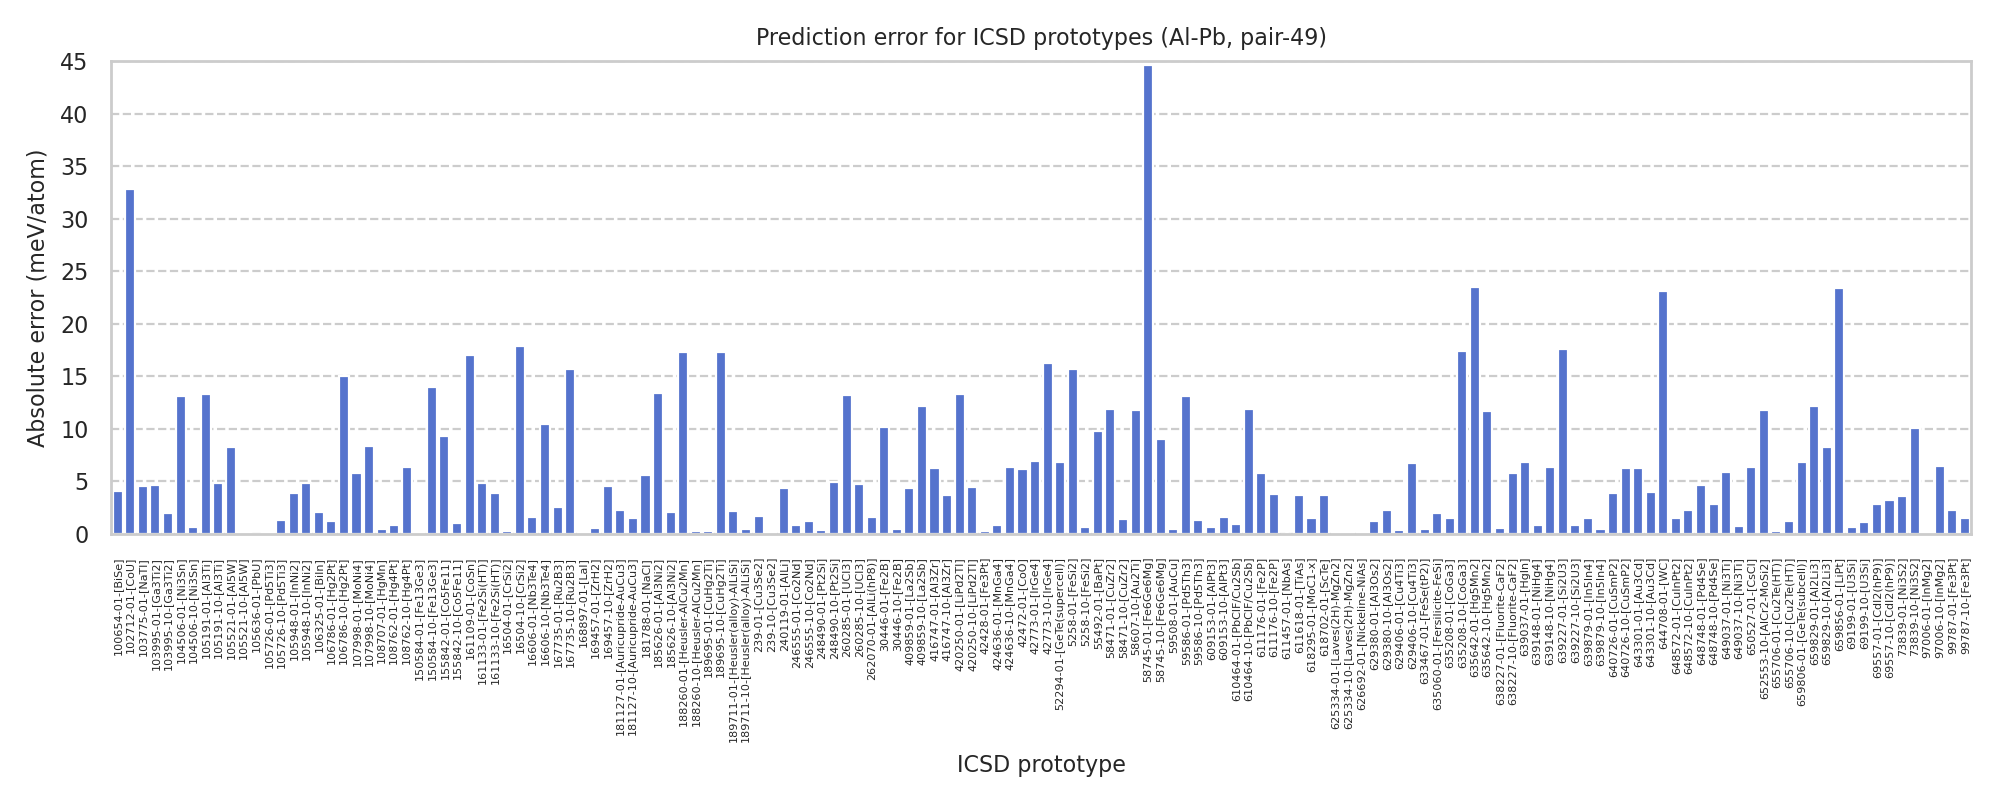 Prediction error for ICSD prototypes (Al-Pb, pair-49)
Absolute error (meV/atom)
45
40
35
30
25
20
15
10
5
0
100654-01-[BiSe]
102712-01-[CoU]
103775-01-[NaTl]
103995-01-[Ga3Ti2]
103995-10-[Ga3Ti2]
104506-01-[Ni3Sn]
104506-10-[Ni3Sn]
105191-01-[Al3Ti]
105191-10-[Al3Ti]
105521-01-[Al5W]
105521-10-[Al5W]
105636-01-[PbU]
105726-01-[Pd5Ti3]
105726-10-[Pd5Ti3]
105948-01-[InNi2]
105948-10-[InNi2]
106325-01-[BiIn]
106786-01-[Hg2Pt]
106786-10-[Hg2Pt]
107998-01-[MoNi4]
107998-10-[MoNi4]
108707-01-[HgMn]
108762-01-[Hg4Pt]
108762-10-[Hg4Pt]
150584-01-[Fe13Ge3]
150584-10-[Fe13Ge3]
155842-01-[Co5Fe11]
155842-10-[Co5Fe11]
161109-01-[CoSn]
161133-01-[Fe2Si(HT)]
161133-10-[Fe2Si(HT)]
16504-01-[CrSi2]
16504-10-[CrSi2]
16606-01-[Nb3Te4]
16606-10-[Nb3Te4]
167735-01-[Ru2B3]
167735-10-[Ru2B3]
168897-01-[LaI]
169457-01-[ZrH2]
169457-10-[ZrH2]
181127-01-[Auricupride-AuCu3]
181127-10-[Auricupride-AuCu3]
181788-01-[NaCl]
185626-01-[Al3Ni2]
185626-10-[Al3Ni2]
188260-01-[Heusler-AlCu2Mn]
188260-10-[Heusler-AlCu2Mn]
189695-01-[CuHg2Ti]
189695-10-[CuHg2Ti]
189711-01-[Heusler(alloy)-AlLiSi]
189711-10-[Heusler(alloy)-AlLiSi]
239-01-[Cu3Se2]
239-10-[Cu3Se2]
240119-01-[AlLi]
246555-01-[Co2Nd]
246555-10-[Co2Nd]
248490-01-[Pt2Si]
248490-10-[Pt2Si]
260285-01-[UCl3]
260285-10-[UCl3]
262070-01-[AlLi(hP8)]
30446-01-[Fe2B]
30446-10-[Fe2B]
409859-01-[La2Sb]
409859-10-[La2Sb]
416747-01-[Al3Zr]
416747-10-[Al3Zr]
420250-01-[LiPd2Tl]
420250-10-[LiPd2Tl]
42428-01-[Fe3Pt]
424636-01-[MnGa4]
424636-10-[MnGa4]
42472-01-[CoO]
42773-01-[IrGe4]
42773-10-[IrGe4]
52294-01-[GeTe(supercell)]
5258-01-[FeSi2]
5258-10-[FeSi2]
55492-01-[BaPt]
58471-01-[CuZr2]
58471-10-[CuZr2]
58607-01-[Au1Ti1]
58745-01-[Fe6Ge6Mg]
58745-10-[Fe6Ge6Mg]
59508-01-[AuCu]
59586-01-[Pd5Th3]
59586-10-[Pd5Th3]
609153-01-[AlPt3]
609153-10-[AlPt3]
610464-01-[PbClF/Cu2Sb]
610464-10-[PbClF/Cu2Sb]
611176-01-[Fe2P]
611176-10-[Fe2P]
611457-01-[NbAs]
611618-01-[TiAs]
618295-01-[MoC1-x]
618702-01-[ScTe]
625334-01-[Laves(2H)-MgZn2]
625334-10-[Laves(2H)-MgZn2]
626692-01-[Nickeline-NiAs]
629380-01-[Al3Os2]
629380-10-[Al3Os2]
629406-01-[Cu4Ti3]
629406-10-[Cu4Ti3]
633467-01-[FeSe(tP2)]
635060-01-[Fersilicite-FeSi]
635208-01-[CoGa3]
635208-10-[CoGa3]
635642-01-[Hg5Mn2]
635642-10-[Hg5Mn2]
638227-01-[Fluorite-CaF2]
638227-10-[Fluorite-CaF2]
639037-01-[HgIn]
639148-01-[NiHg4]
639148-10-[NiHg4]
639227-01-[Si2U3]
639227-10-[Si2U3]
639879-01-[In5In4]
639879-10-[In5In4]
640726-01-[CuSmP2]
640726-10-[CuSmP2]
643301-01-[Au3Cd]
643301-10-[Au3Cd]
644708-01-[WC]
648572-01-[CuInPt2]
648572-10-[CuInPt2]
648748-01-[Pd4Se]
648748-10-[Pd4Se]
649037-01-[Ni3Ti]
649037-10-[Ni3Ti]
650527-01-[CsCl]
652553-10-[AlCr2-MoSi2]
655706-01-[Cu2Te(HT)]
655706-10-[Cu2Te(HT)]
659806-01-[GeTe(subcell)]
659829-01-[Al2Li3]
659829-10-[Al2Li3]
659856-01-[LiPt]
69199-01-[U3Si]
69199-10-[U3Si]
69557-01-[CdI2(hP9)]
69557-10-[CdI2(hP9)]
73839-01-[Ni3S2]
73839-10-[Ni3S2]
97006-01-[InMg2]
97006-10-[InMg2]
99787-01-[Fe3Pt]
99787-10-[Fe3Pt]
ICSD prototype